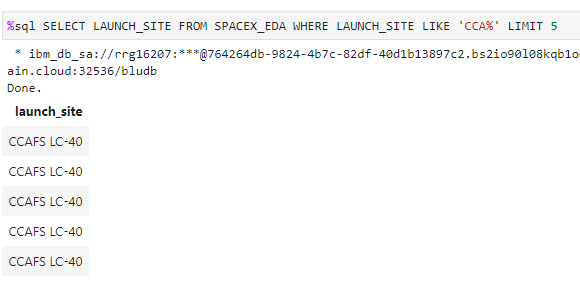 %sql SELECT LAUNCH_SITE FROM SPACEX_EDA WHERE LAUNCH_SITE LIKE 'CCA%' LIMIT 5
* ibm_db_sa://rrg16207:***@764264db-9824-4b7c-82df-40d1b13897c2.bs2io90l08kqb1o
ain.cloud:32536/bludb
Done.
launch_site
CCAFS LC-40
CCAFS LC-40
CCAFS LC-40
CCAFS LC-40
CCAFS LC-40